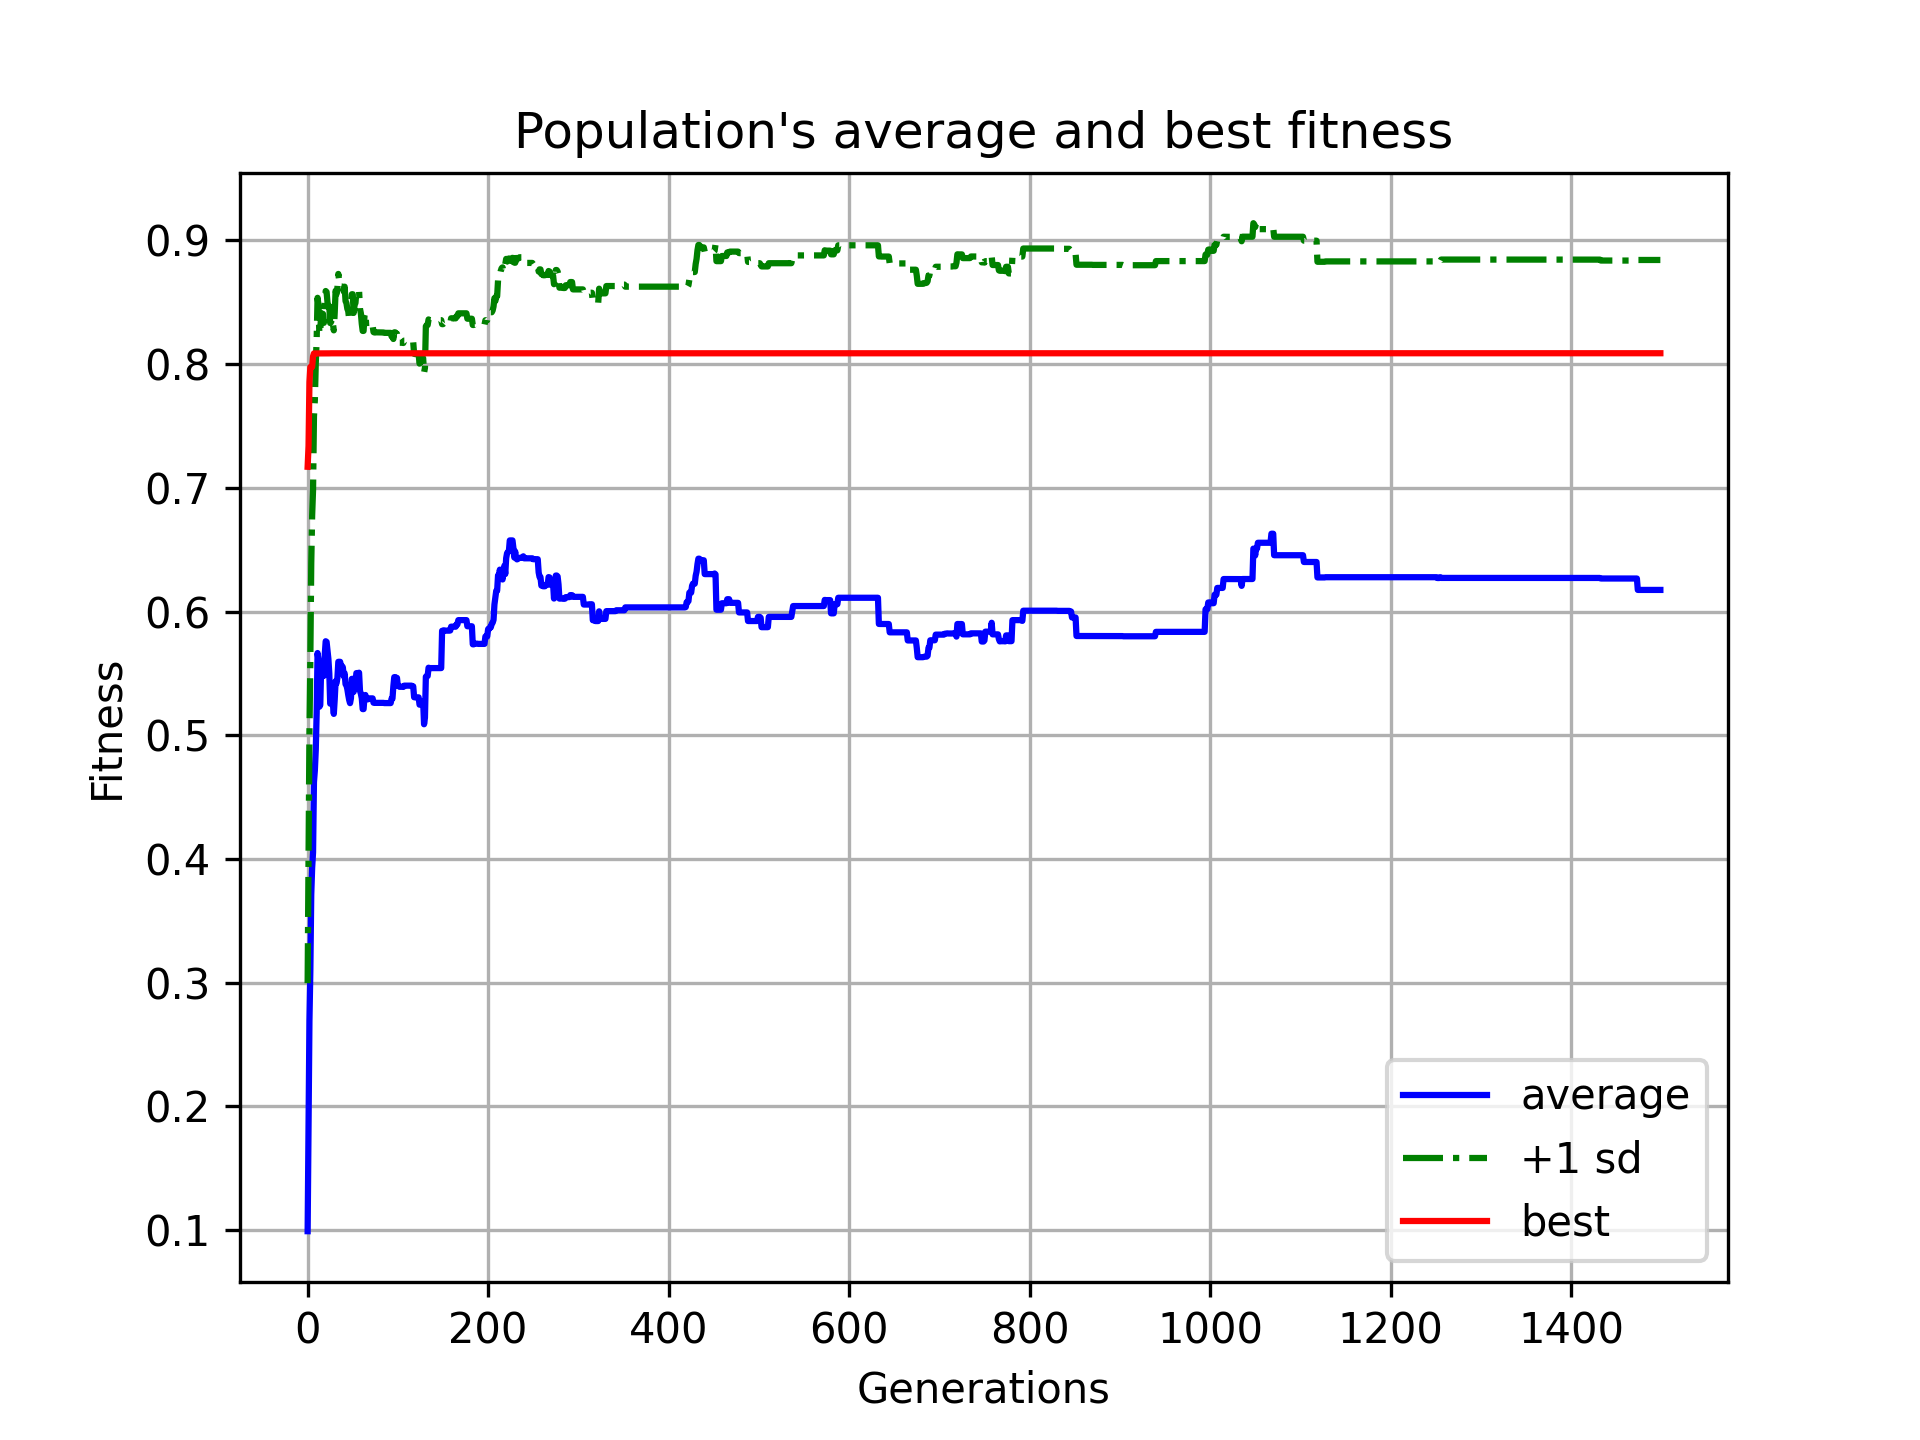 Population's average and best fitness
Fitness
0.9
0.8
0.7
0.6
0.5
0.4
0.3
0.2
0.1
average
+1 sd
best
0 200 400 600 800 1000 1200 1400
Generations